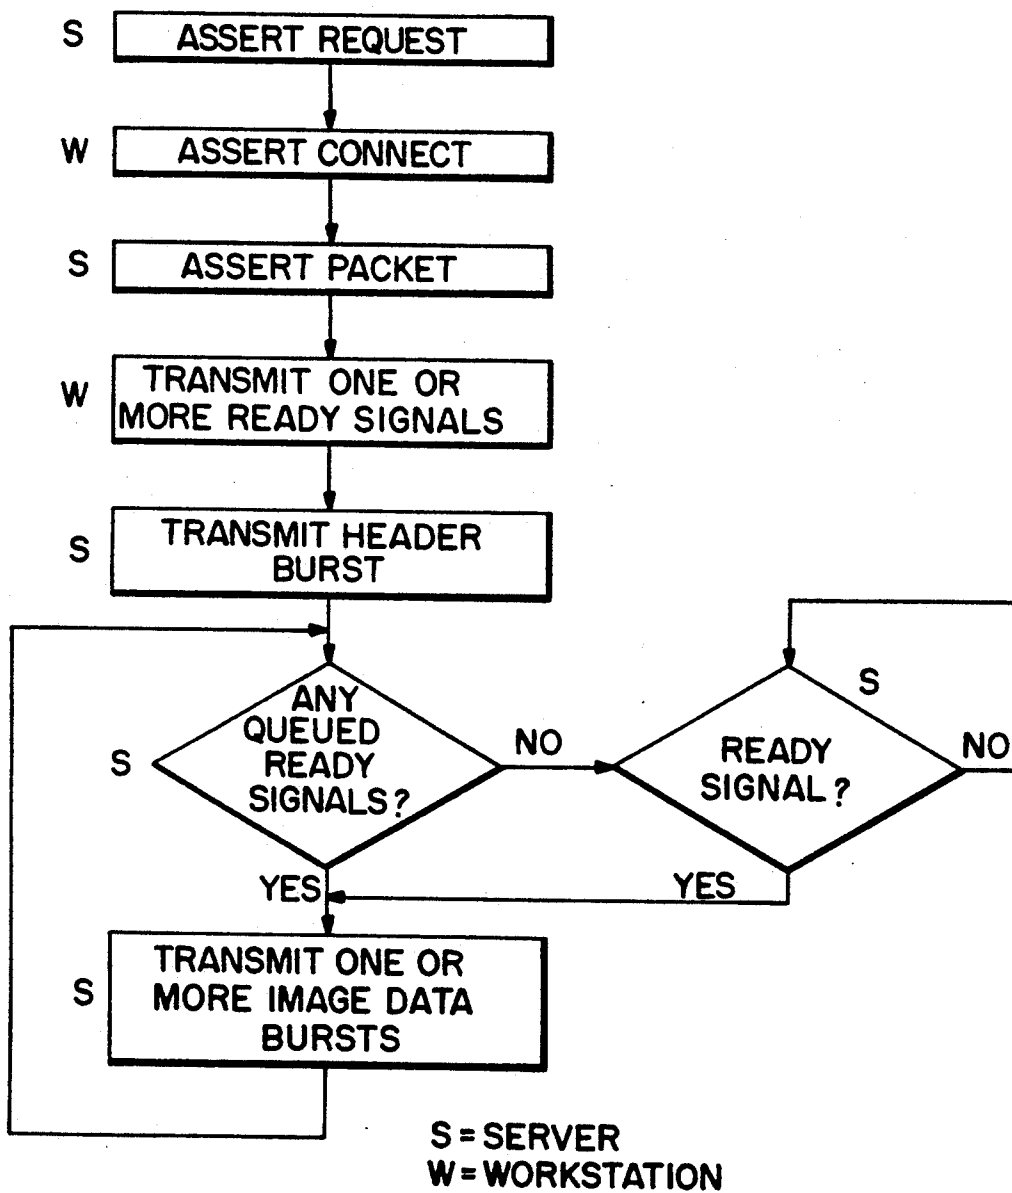 S
ASSERT REQUEST
W
ASSERT CONNECT
S
ASSERT PACKET
W
TRANSMIT ONE OR
MORE READY SIGNALS
S
TRANSMIT HEADER
BURST
S
ANY
QUEUED
READY
SIGNALS?
NO
S
READY
SIGNAL?
NO
YES
YES
S
TRANSMIT ONE OR
MORE IMAGE DATA
BURSTS
S = SERVER
W = WORKSTATION